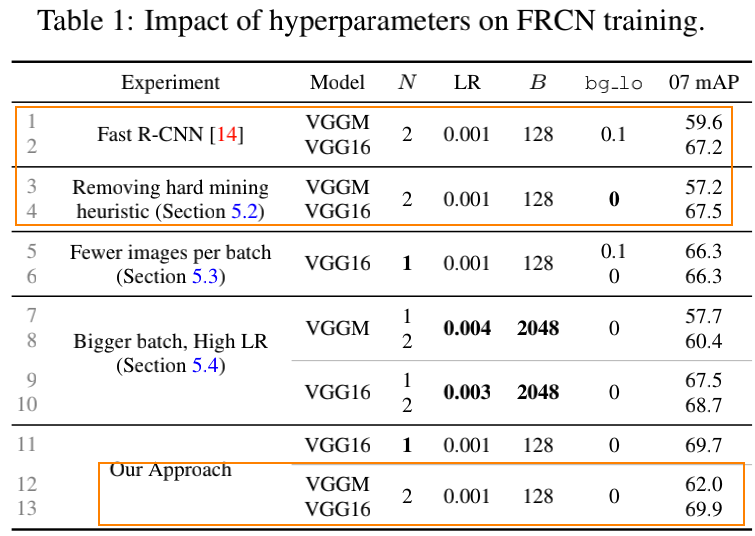 Table 1: Impact of hyperparameters on FRCN training.
Experiment Model N LR B bg_lo 07 mAP
1 Fast R-CNN [14] VGGM 2 0.001 128 0.1 59.6
2 VGG16 67.2
3 Removing hard mining VGGM 2 0.001 128 0 57.2
4 heuristic (Section 5.2) VGG16 67.5
5 Fewer images per batch VGG16 1 0.001 128 0.1 66.3
6 (Section 5.3) 0 66.3
7 Bigger batch, High LR VGGM 1 0.004 2048 0 57.7
8 (Section 5.4) 2 60.4
9 VGG16 1 0.003 2048 0 67.5
10 2 68.7
11 Our Approach VGG16 1 0.001 128 0 69.7
12 VGGM 2 0.001 128 0 62.0
13 VGG16 69.9